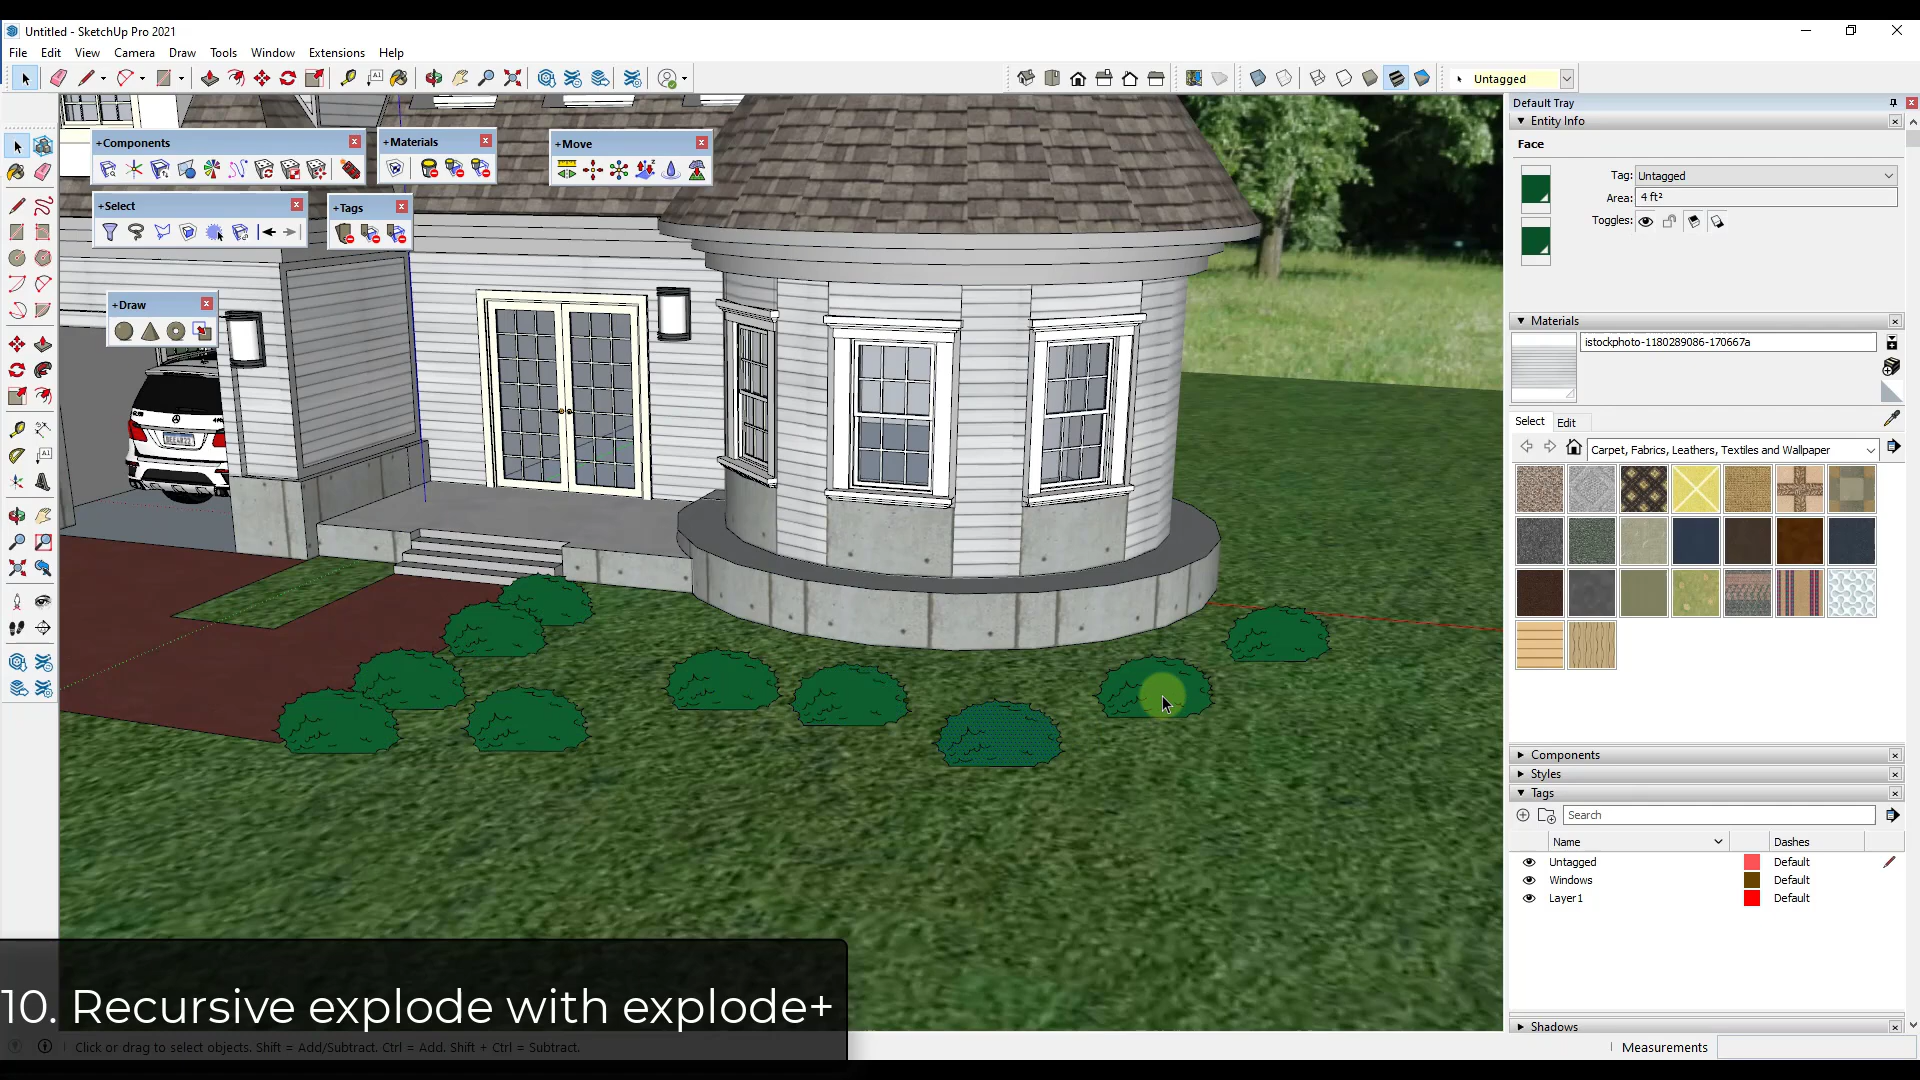 Untitled - SketchUp Pro 2021
File Edit View Camera Draw Tools Window Extensions Help
Untagged
Default Tray
Entity Info
Face
Tag: Untagged
Area: 4 ft²
Toggles:
Materials
istockphoto-1180289086-170667a
Select Edit
Carpet, Fabrics, Leathers, Textiles and Wallpaper
Components
Styles
Tags
Search
Name Dashes
Untagged Default
Windows Default
Layer1 Default
Shadows
+Components
+Materials
+Move
+Select
+Tags
+Draw
10. Recursive explode with explode+
Click or drag to select objects. Shift = Add/Subtract. Ctrl = Add. Shift + Ctrl = Subtract.
Measurements